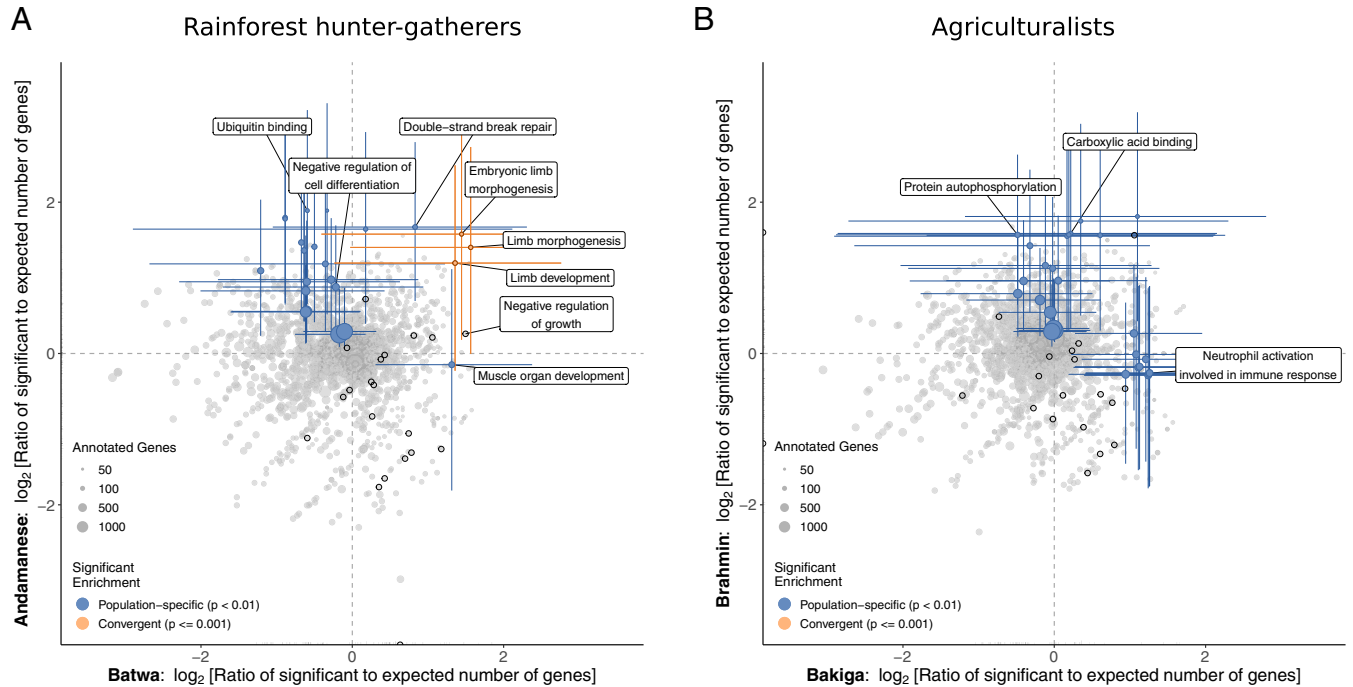 A
Rainforest hunter-gatherers
Andamanese: log2 [Ratio of significant to expected number of genes]
2
0
−2
Ubiquitin binding
Double−strand break repair
Negative regulation of
cell differentiation
Embryonic limb
morphogenesis
Limb morphogenesis
Limb development
Negative regulation
of growth
Muscle organ development
Annotated Genes
50
100
500
1000
Significant
Enrichment
Population−specific (p < 0.01)
Convergent (p <= 0.001)
−2
0
2
Batwa: log2 [Ratio of significant to expected number of genes]
B
Agriculturalists
Brahmin: log2 [Ratio of significant to expected number of genes]
2
0
−2
Carboxylic acid binding
Protein autophosphorylation
Neutrophil activation
involved in immune response
Annotated Genes
50
100
500
1000
Significant
Enrichment
Population−specific (p < 0.01)
Convergent (p <= 0.001)
−2
0
2
Bakiga: log2 [Ratio of significant to expected number of genes]